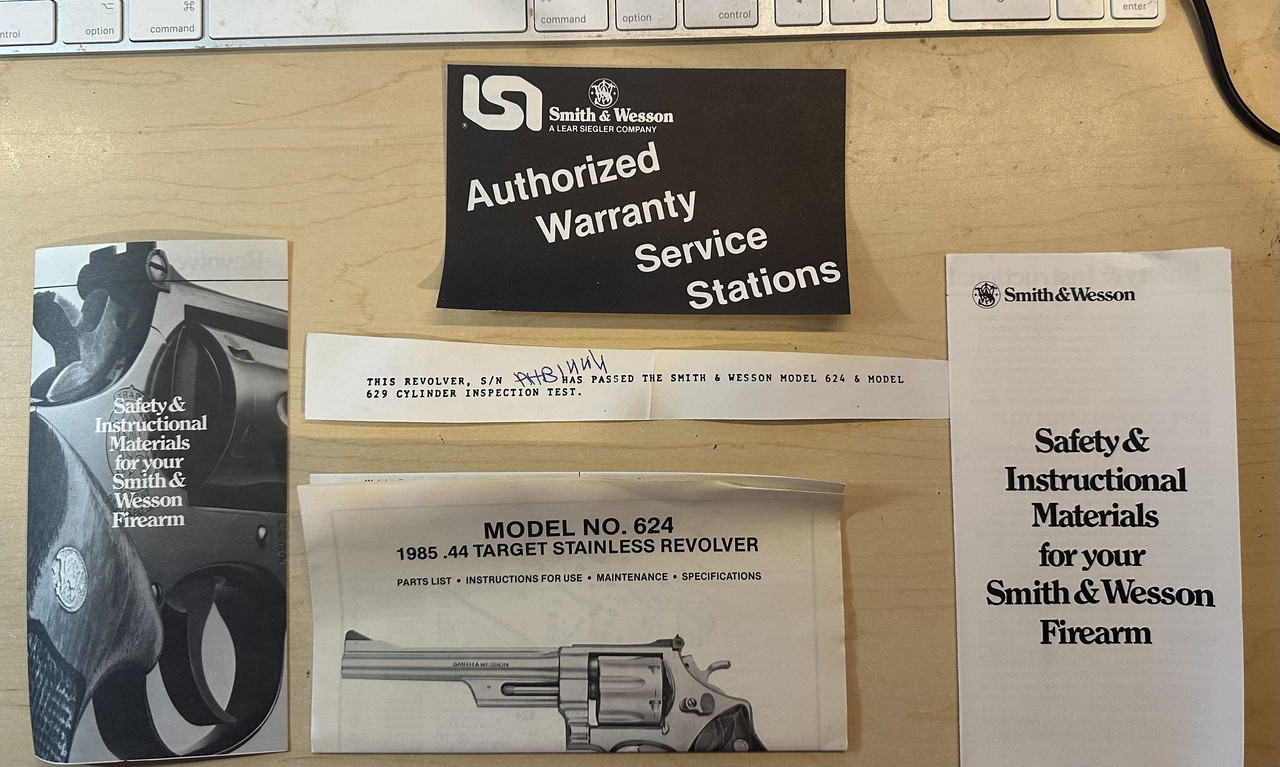 option
command
command
option
control
enter
LSI
Smith & Wesson
A LEAR SIEGLER COMPANY
Authorized
Warranty
Service
Stations
Safety &
Instructional
Materials
for your
Smith &
Wesson
Firearm
THIS REVOLVER, S/N HAS PASSED THE SMITH & WESSON MODEL 624 & MODEL
629 CYLINDER INSPECTION TEST.
MODEL NO. 624
1985 .44 TARGET STAINLESS REVOLVER
PARTS LIST • INSTRUCTIONS FOR USE • MAINTENANCE • SPECIFICATIONS
SMITH & WESSON
Smith & Wesson
Safety &
Instructional
Materials
for your
Smith & Wesson
Firearm